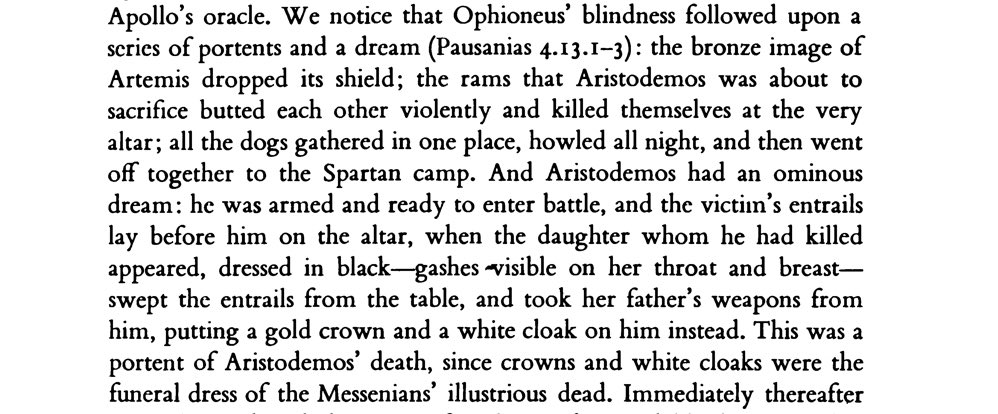 Apollo's oracle. We notice that Ophioneus' blindness followed upon a
series of portents and a dream (Pausanias 4.13.1–3): the bronze image of
Artemis dropped its shield; the rams that Aristodemos was about to
sacrifice butted each other violently and killed themselves at the very
altar; all the dogs gathered in one place, howled all night, and then went
off together to the Spartan camp. And Aristodemos had an ominous
dream: he was armed and ready to enter battle, and the victim's entrails
lay before him on the altar, when the daughter whom he had killed
appeared, dressed in black—gashes visible on her throat and breast—
swept the entrails from the table, and took her father's weapons from
him, putting a gold crown and a white cloak on him instead. This was a
portent of Aristodemos' death, since crowns and white cloaks were the
funeral dress of the Messenians' illustrious dead. Immediately thereafter